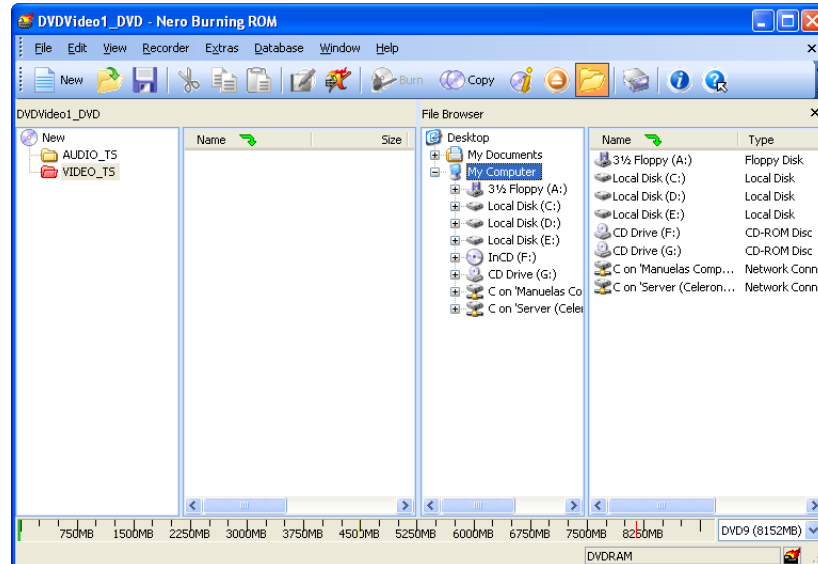 DVDVideo1_DVD - Nero Burning ROM
File Edit View Recorder Extras Database Window Help
New Burn Copy
DVDVideo1_DVD
File Browser
New
AUDIO_TS
VIDEO_TS
Name Size
Desktop
My Documents
My Computer
3½ Floppy (A:)
Local Disk (C:)
Local Disk (D:)
Local Disk (E:)
InCD (F:)
CD Drive (G:)
C on 'Manuelas Co
C on 'Server (Celer
Name Type
3½ Floppy (A:) Floppy Disk
Local Disk (C:) Local Disk
Local Disk (D:) Local Disk
Local Disk (E:) Local Disk
CD Drive (F:) CD-ROM Disc
CD Drive (G:) CD-ROM Disc
C on 'Manuelas Comp... Network Conn
C on 'Server (Celeron... Network Conn
750MB 1500MB 2250MB 3000MB 3750MB 4500MB 5250MB 6000MB 6750MB 7500MB 8250MB DVD9 (8152MB)
DVDRAM